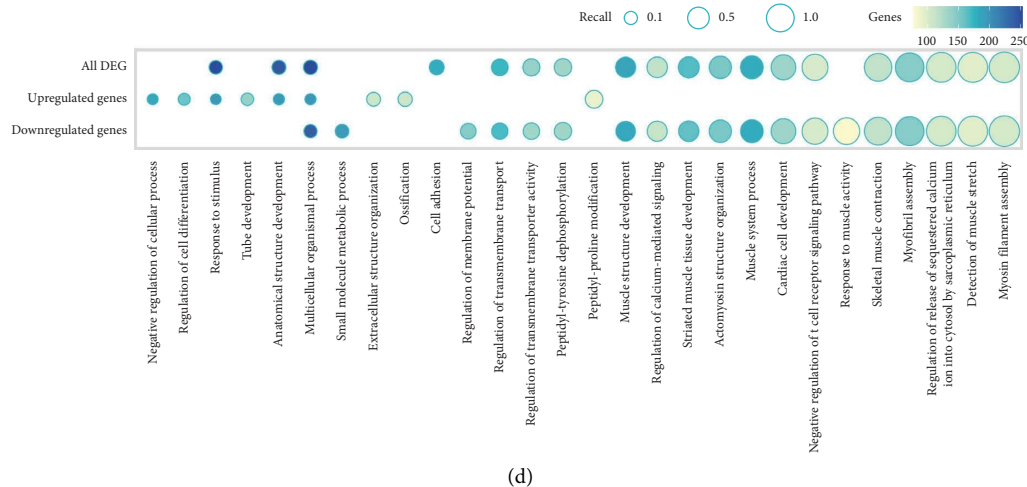 Recall 0.1 0.5 1.0 Genes
100 150 200 250
All DEG
Upregulated genes
Downregulated genes
Negative regulation of cellular process
Regulation of cell differentiation
Response to stimulus
Tube development
Anatomical structure development
Multicellular organismal process
Small molecule metabolic process
Extracellular structure organization
Ossification
Cell adhesion
Regulation of membrane potential
Regulation of transmembrane transport
Regulation of transmembrane transporter activity
Peptidyl-tyrosine dephosphorylation
Peptidyl-proline modification
Muscle structure development
Regulation of calcium-mediated signaling
Striated muscle tissue development
Actomyosin structure organization
Muscle system process
Cardiac cell development
Negative regulation of t cell receptor signaling pathway
Response to muscle activity
Skeletal muscle contraction
Myofibril assembly
Regulation of release of sequestered calcium
ion into cytosol by sarcoplasmic reticulum
Detection of muscle stretch
Myosin filament assembly
(d)